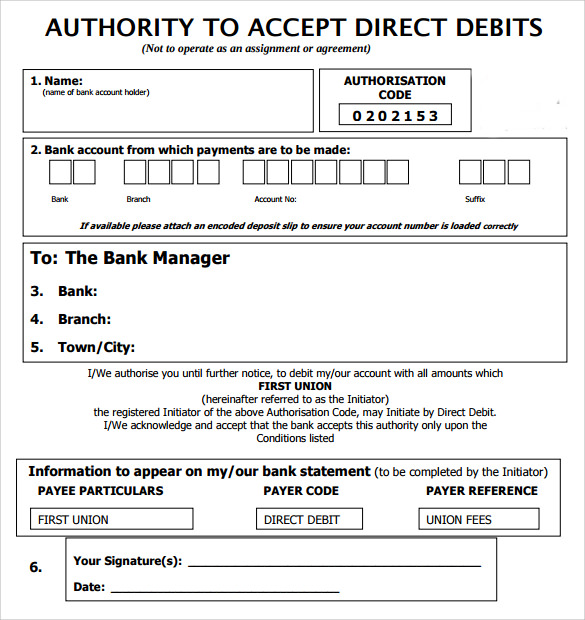 AUTHORITY TO ACCEPT DIRECT DEBITS
(Not to operate as an assignment or agreement)
1. Name:
(name of bank account holder)
AUTHORISATION
CODE
0 2 0 2 1 5 3
2. Bank account from which payments are to be made:
Bank Branch Account No: Suffix
If available please attach an encoded deposit slip to ensure your account number is loaded correctly
To: The Bank Manager
3. Bank:
4. Branch:
5. Town/City:
I/We authorise you until further notice, to debit my/our account with all amounts which
FIRST UNION
(hereinafter referred to as the Initiator)
the registered Initiator of the above Authorisation Code, may Initiate by Direct Debit.
I/We acknowledge and accept that the bank accepts this authority only upon the
Conditions listed
Information to appear on my/our bank statement (to be completed by the Initiator)
PAYEE PARTICULARS PAYER CODE PAYER REFERENCE
FIRST UNION DIRECT DEBIT UNION FEES
6. Your Signature(s):
Date: